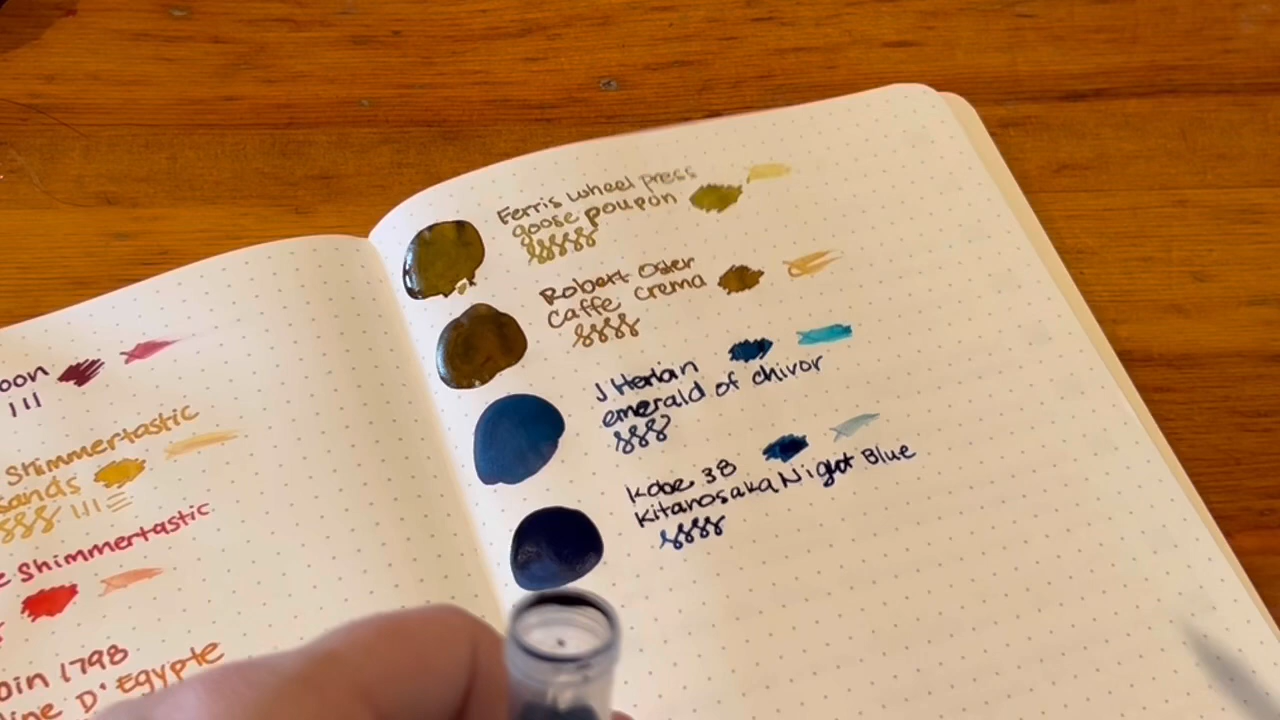 oon
Shimmertastic
sands
e Shimmertastic
oin 1798
ine D'Egypte
Ferris wheel press
goose poupon
Robert Oster
caffe crema
J Herbin
emerald of chivor
Kobe 38
Kitanosaka Night Blue